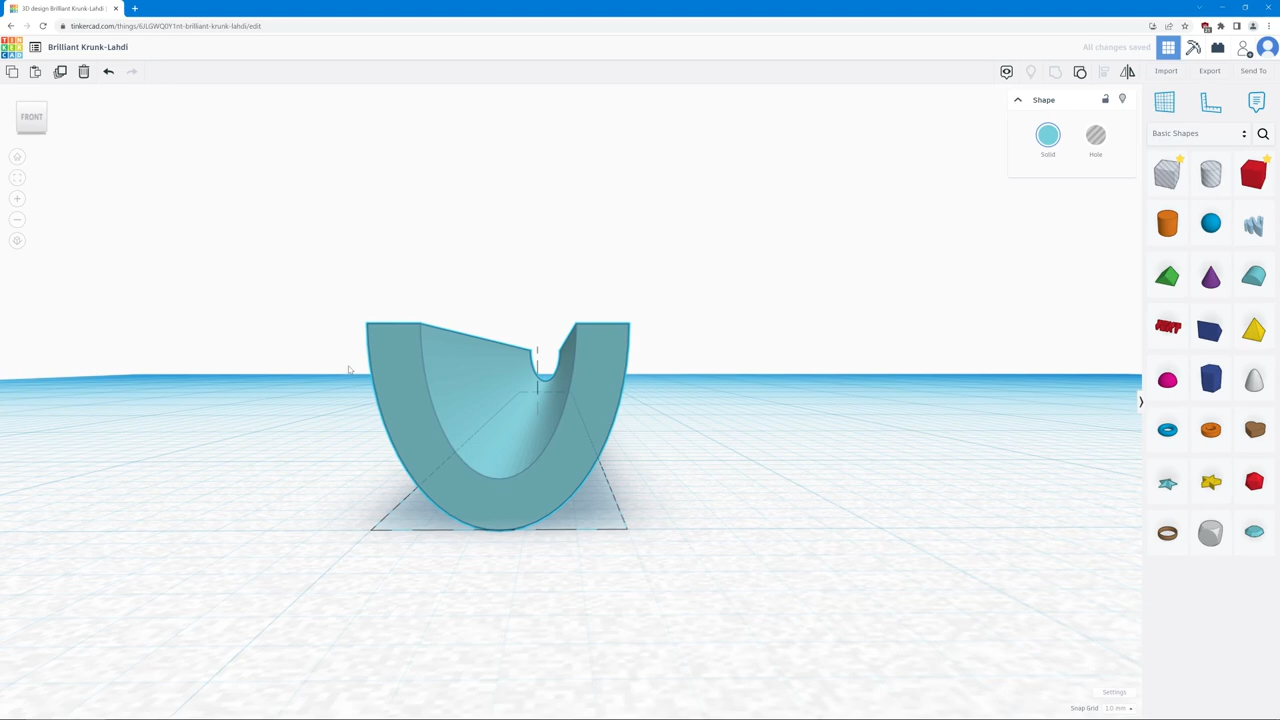 3D design Brilliant Krunk-Lahdi |
tinkercad.com/things/6JLGWQ0Y1nt-brilliant-krunk-lahdi/edit
TIN
KER
CAD
Brilliant Krunk-Lahdi
All changes saved
Import
Export
Send To
FRONT
Shape
Solid
Hole
Basic Shapes
TEXT
Settings
Snap Grid
1.0 mm